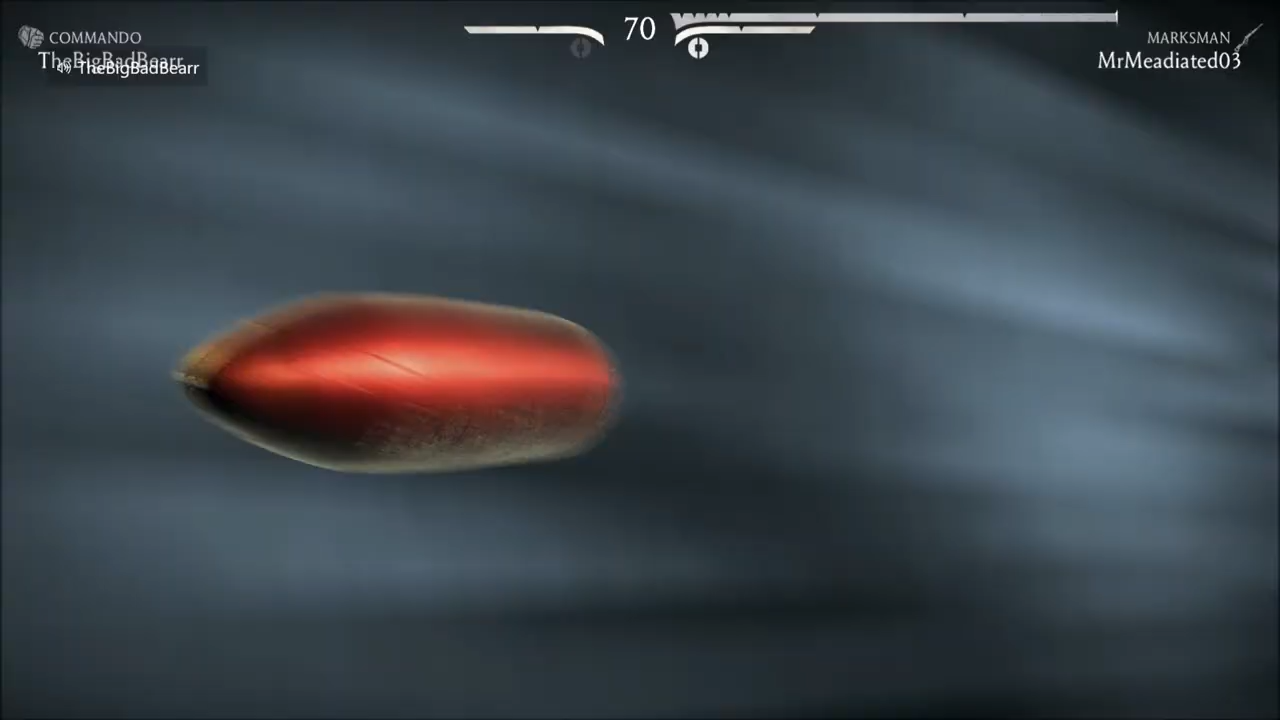 COMMANDO
TheBigBadBearr
TheBigBadBearr
70
MARKSMAN
MrMeadiated03